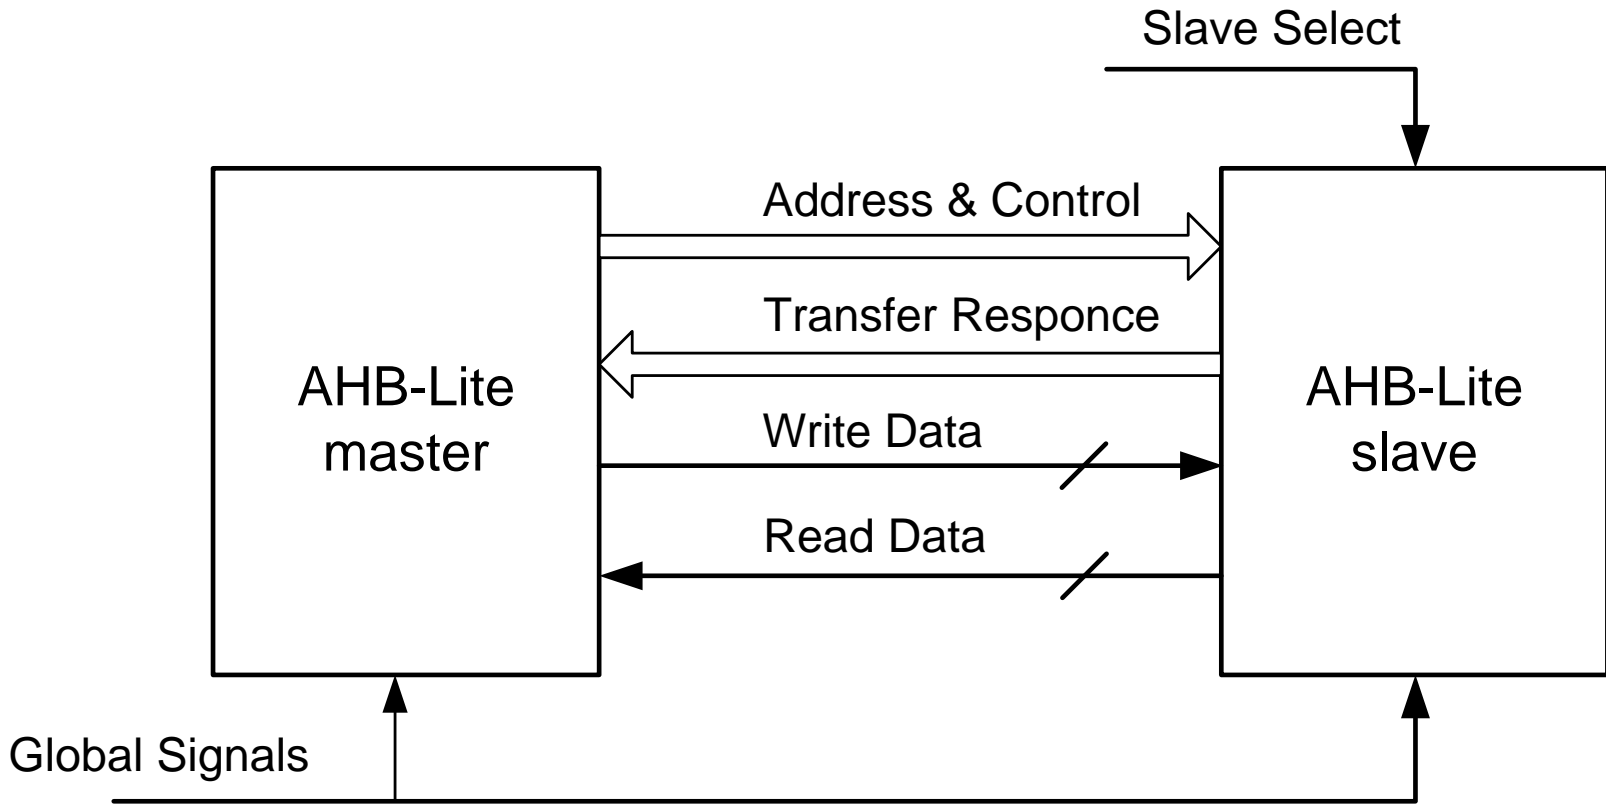 Slave Select
Address & Control
Transfer Responce
AHB-Lite
master
AHB-Lite
slave
Write Data
Read Data
Global Signals